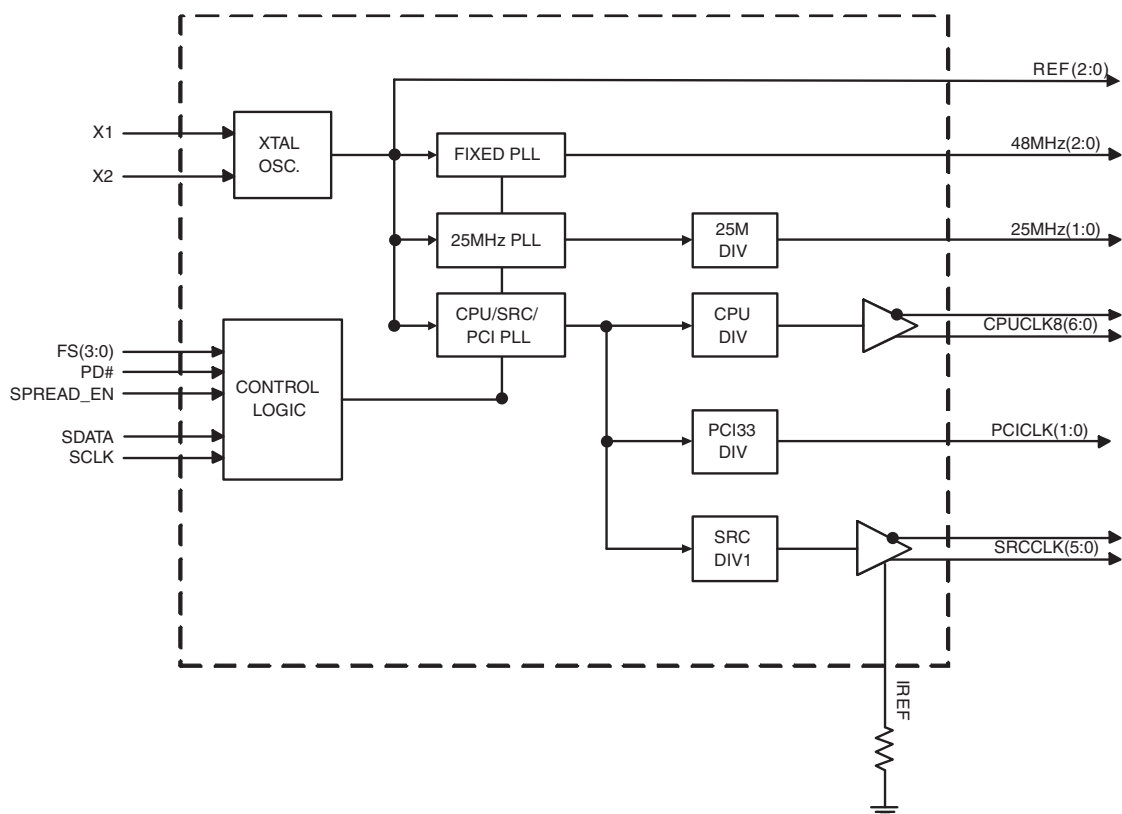 REF(2:0)
X1
XTAL
OSC.
FIXED PLL
48MHz(2:0)
X2
25MHz PLL
25M
DIV
25MHz(1:0)
CPU/SRC/
PCI PLL
CPU
DIV
CPUCLK8(6:0)
FS(3:0)
PD#
SPREAD_EN
SDATA
SCLK
CONTROL
LOGIC
PCI33
DIV
PCICLK(1:0)
SRC
DIV1
SRCCLK(5:0)
IREF